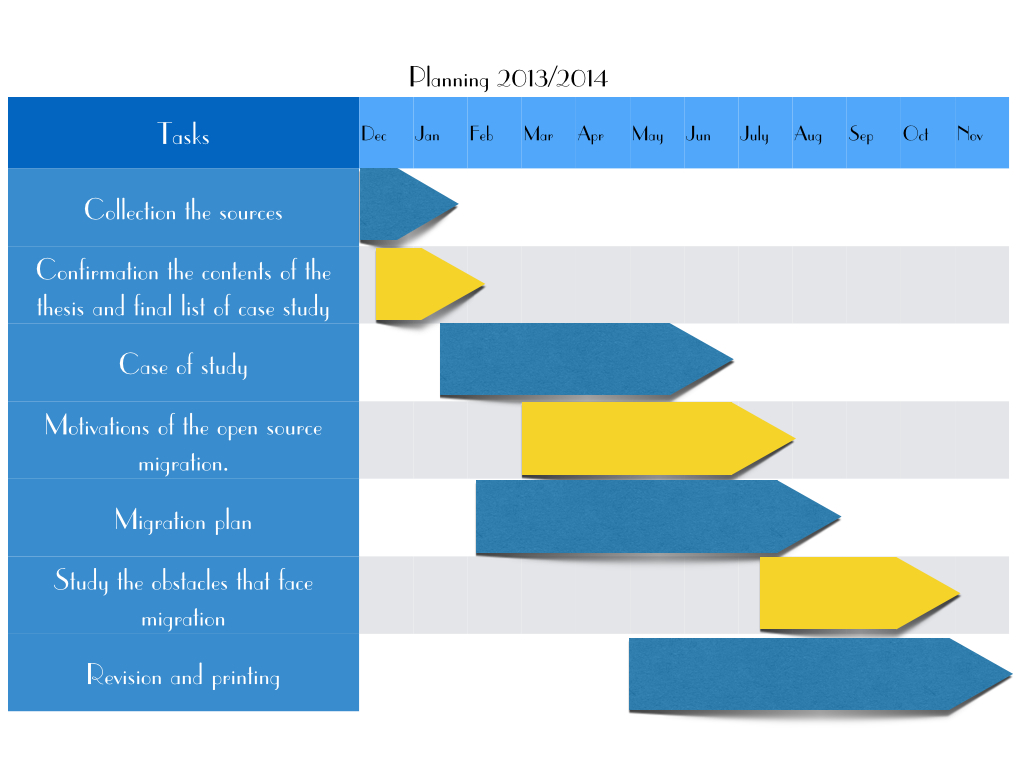 Planning 2013/2014
Tasks Dec Jan Feb Mar Apr May Jun July Aug Sep Oct Nov
Collection the sources
Confirmation the contents of the
thesis and final list of case study
Case of study
Motivations of the open source
migration.
Migration plan
Study the obstacles that face
migration
Revision and printing